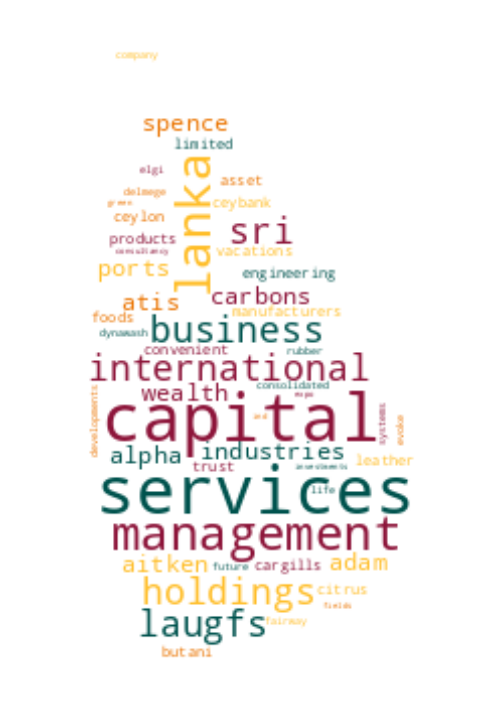 company
spence
limited
lanka
elgi
asset
delmege
green
ceybank
ceylon
sri
products
consultancy
vacations
ports
engineering
atis
carbons
foods
manufacturers
dynawash
business
convenient
rubber
international
wealth
consolidated
expo
developments
capital
ind
systems
evoke
alpha
industries
trust
investments
leather
services
life
management
aitken
future
cargills
adam
holdings
citrus
fields
laugfs
fairway
butani